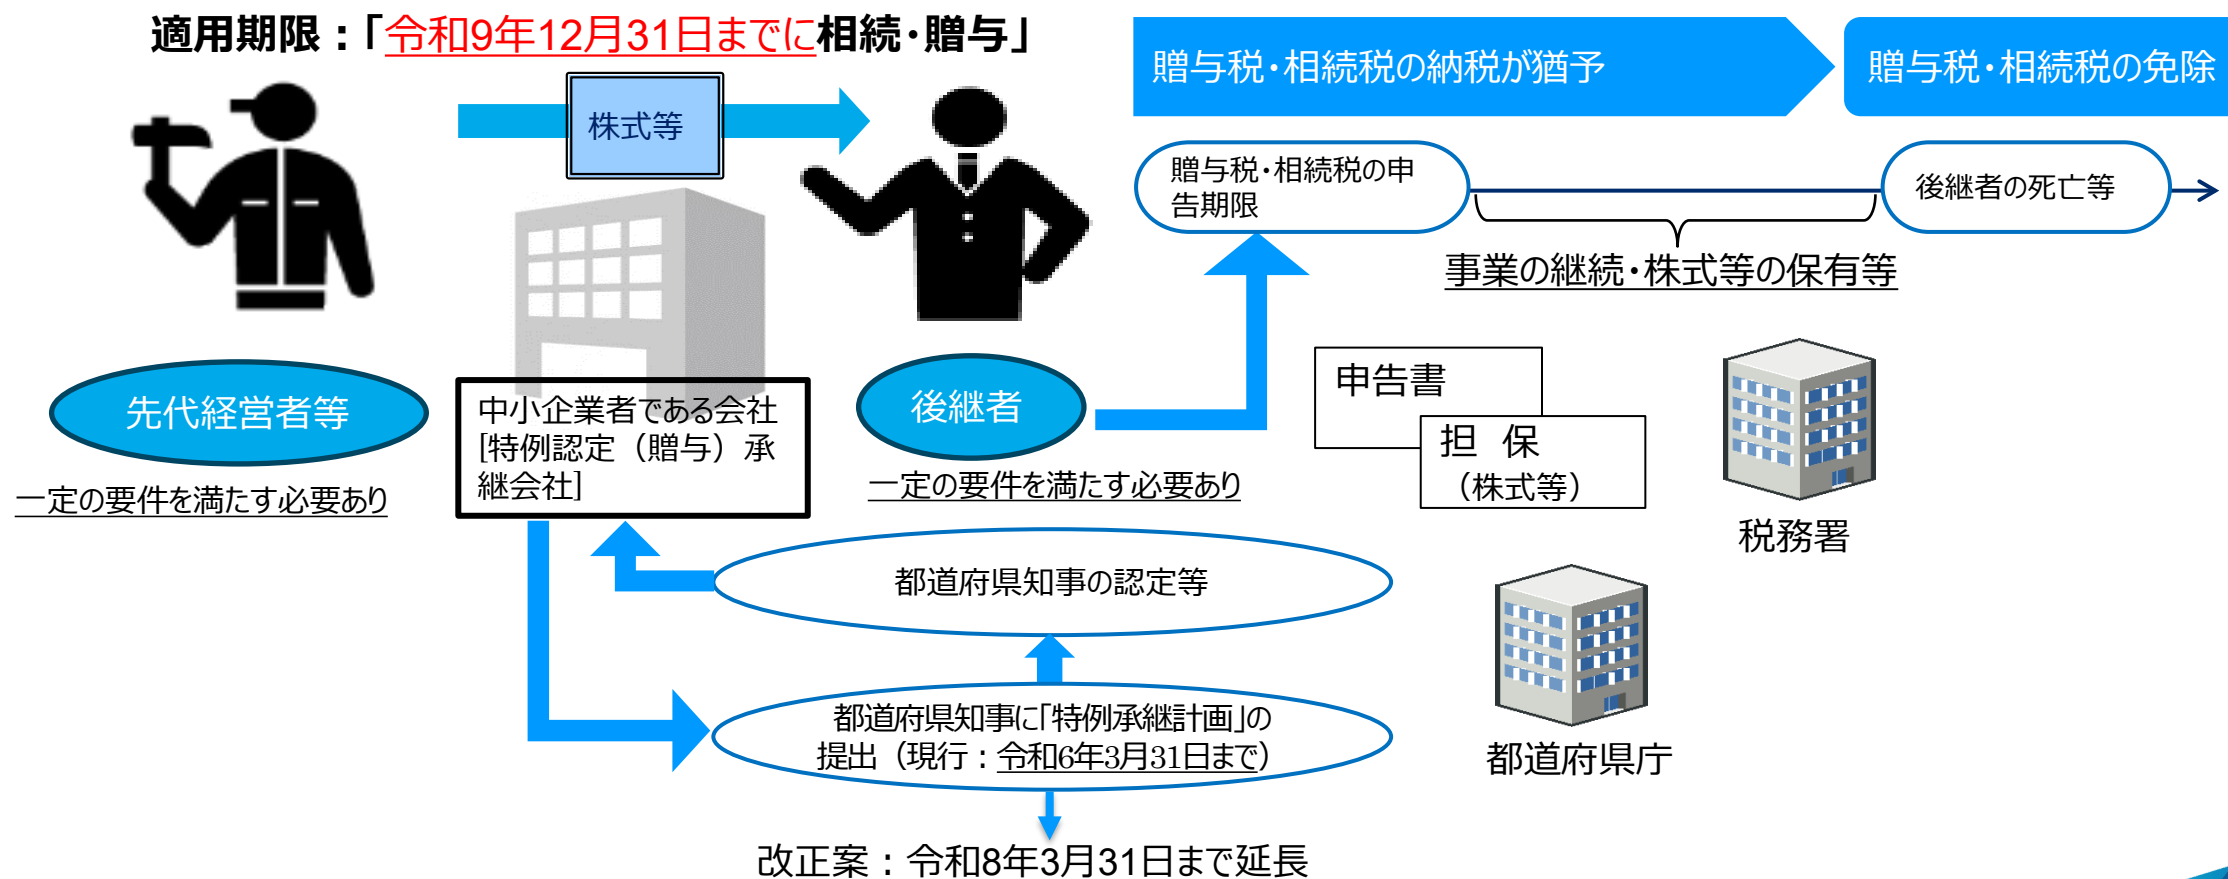 適用期限：「令和9年12月31日までに相続・贈与」
株式等
先代経営者等
一定の要件を満たす必要あり
中小企業者である会社
[特例認定（贈与）承
継会社]
後継者
一定の要件を満たす必要あり
都道府県知事の認定等
都道府県知事に「特例承継計画」の
提出（現行：令和6年3月31日まで）
改正案：令和8年3月31日まで延長
贈与税・相続税の納税が猶予
贈与税・相続税の免除
贈与税・相続税の申
告期限
後継者の死亡等
事業の継続・株式等の保有等
申告書
担　保
（株式等）
税務署
都道府県庁